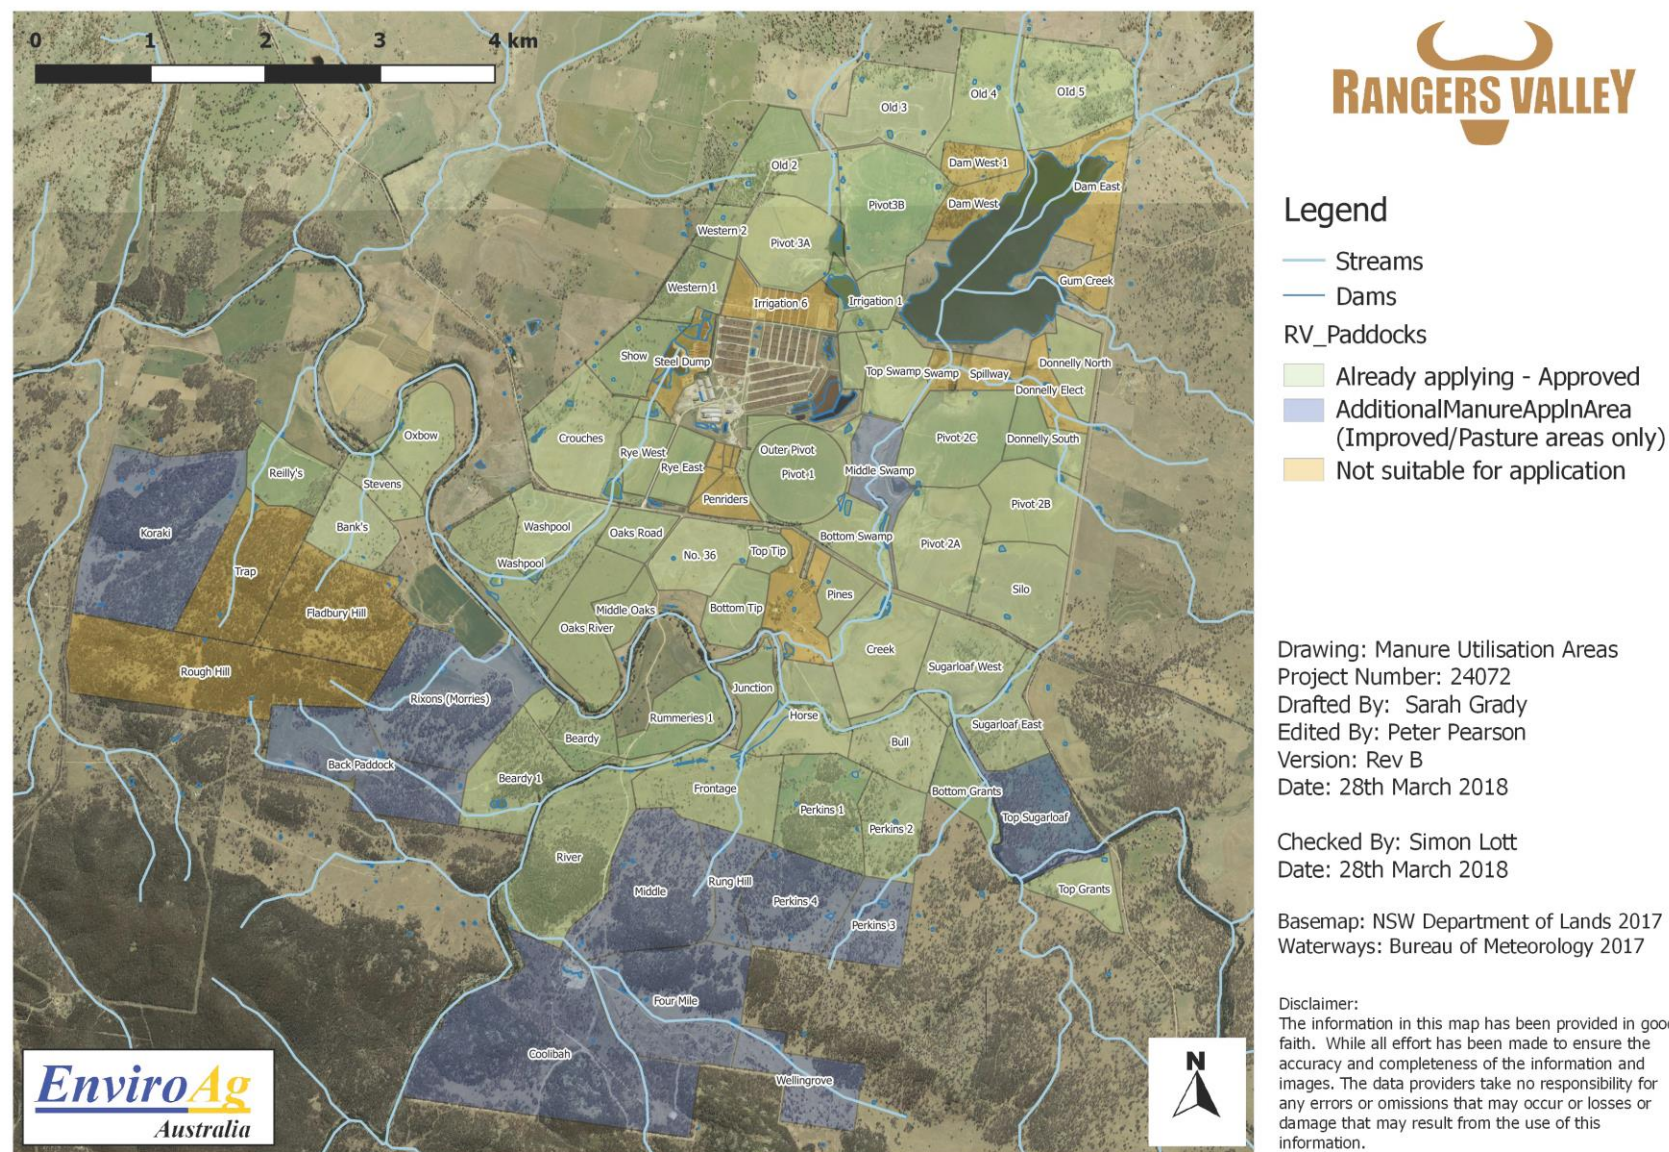 0 1 2 3 4 km
Old 3
Old 4
Old 5
Old 2
Dam West 1
Dam East
Dam West
Pivot3B
Western 2
Pivot 3A
Western 1
Irrigation 6
Irrigation 1
Gum Creek
Show
Steel Dump
Top Swamp
Swamp
Spillway
Donnelly North
Donnelly Elect
Oxbow
Crouches
Rye West
Rye East
Outer Pivot
Pivot-1
Middle Swamp
Pivot-2C
Donnelly South
Reilly's
Stevens
Penriders
Pivot-2B
Koraki
Bank's
Washpool
Oaks Road
No. 36
Top Tip
Bottom Swamp
Pivot-2A
Washpool
Trap
Fladbury Hill
Middle Oaks
Oaks River
Bottom Tip
Pines
Silo
Rough Hill
Creek
Sugarloaf West
Rixons (Morries)
Junction
Rummeries 1
Horse
Sugarloaf East
Beardy
Bull
Back Paddock
Beardy 1
Frontage
Bottom Grants
Perkins 1
Perkins 2
Top Sugarloaf
River
Middle
Rung Hill
Perkins 4
Perkins 3
Top Grants
Four Mile
Coolibah
Wellingrove
EnviroAg
Australia
N
RANGERS VALLEY
Legend
Streams
Dams
RV_Paddocks
Already applying - Approved
AdditionalManureApplnArea
(Improved/Pasture areas only)
Not suitable for application
Drawing: Manure Utilisation Areas
Project Number: 24072
Drafted By: Sarah Grady
Edited By: Peter Pearson
Version: Rev B
Date: 28th March 2018
Checked By: Simon Lott
Date: 28th March 2018
Basemap: NSW Department of Lands 2017
Waterways: Bureau of Meteorology 2017
Disclaimer:
The information in this map has been provided in goo
faith. While all effort has been made to ensure the
accuracy and completeness of the information and
images. The data providers take no responsibility for
any errors or omissions that may occur or losses or
damage that may result from the use of this
information.